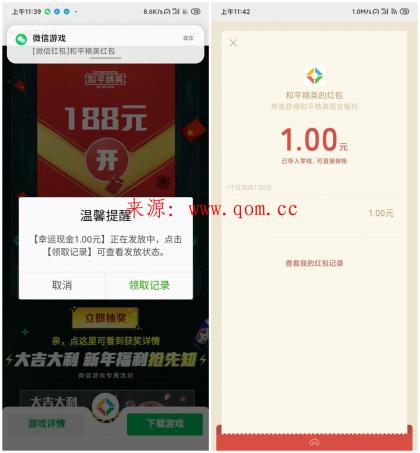 上午11:39
8.6K/s
微信游戏
现在
[微信红包]和平精英红包
和平精英
188元
开
温馨提醒
【幸运现金1.00元】正在发放中，点击
【领取记录】可查看发放状态。
取消
领取记录
立即抽奖
亲，点这里可看到获奖详情
大吉大利 新年福利抢先知
微信游戏专属活动
大吉大利
游戏详情
下载游戏
上午11:42
1.0M/s
和平精英的红包
恭喜获得和平精英现金福利
1.00元
已存入零钱，可直接转账
1个红包共1.00元
1.00元
查看我的红包记录
来源: www.qom.cc